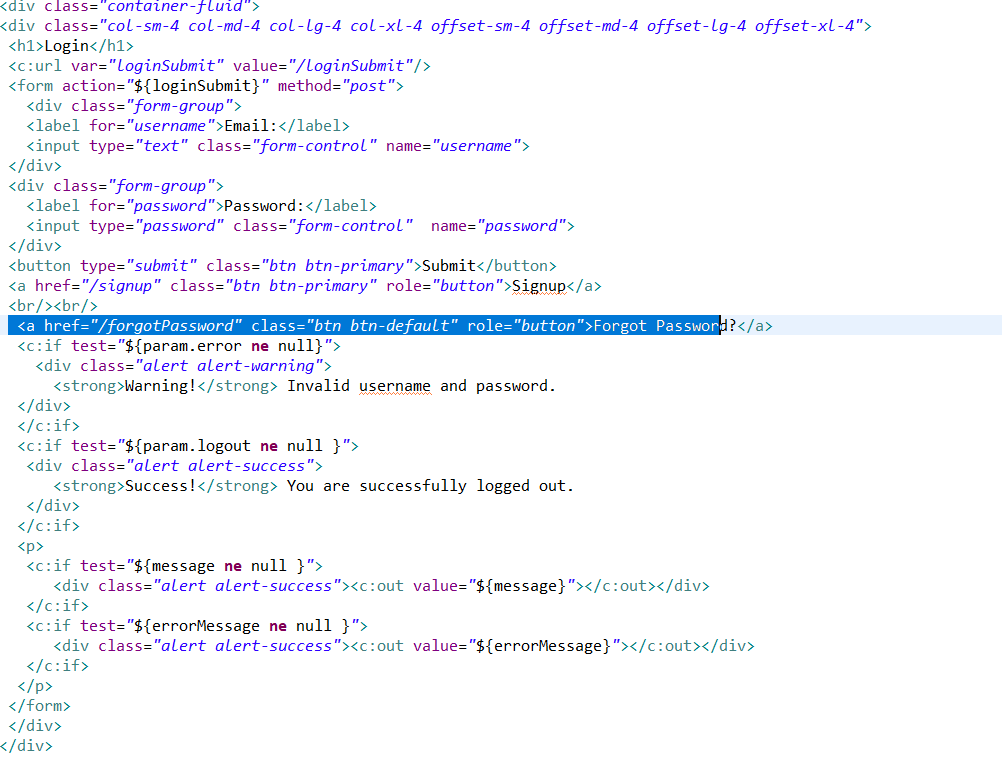 <div class="container-fluid">
<div class="col-sm-4 col-md-4 col-lg-4 col-xl-4 offset-sm-4 offset-md-4 offset-lg-4 offset-xl-4">
<h1>Login</h1>
<c:url var="loginSubmit" value="/loginSubmit"/>
<form action="${loginSubmit}" method="post">
<div class="form-group">
<label for="username">Email:</label>
<input type="text" class="form-control" name="username">
</div>
<div class="form-group">
<label for="password">Password:</label>
<input type="password" class="form-control"  name="password">
</div>
<button type="submit" class="btn btn-primary">Submit</button>
<a href="/signup" class="btn btn-primary" role="button">Signup</a>
<br/><br/>
<a href="/forgotPassword" class="btn btn-default" role="button">Forgot Password?</a>
<c:if test="${param.error ne null}">
<div class="alert alert-warning">
<strong>Warning!</strong> Invalid username and password.
</div>
</c:if>
<c:if test="${param.logout ne null }">
<div class="alert alert-success">
<strong>Success!</strong> You are successfully logged out.
</div>
</c:if>
<p>
<c:if test="${message ne null }">
<div class="alert alert-success"><c:out value="${message}"></c:out></div>
</c:if>
<c:if test="${errorMessage ne null }">
<div class="alert alert-success"><c:out value="${errorMessage}"></c:out></div>
</c:if>
</p>
</form>
</div>
</div>